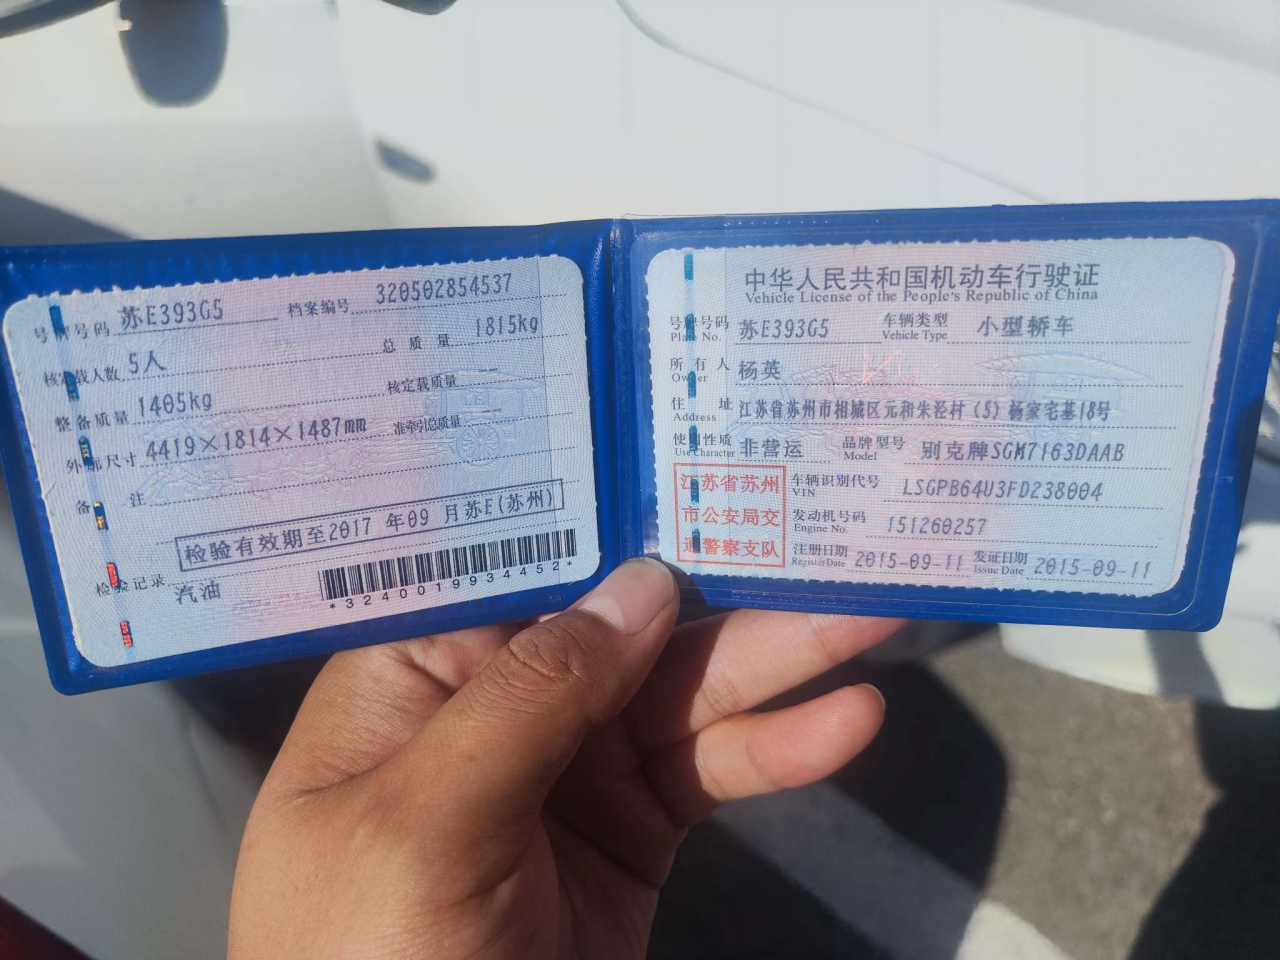 号牌号码 苏E393G5 档案编号 320502854537
核定载人数 5人 总质量 1815kg
整备质量 1405kg 核定载质量
外廓尺寸 4419×1814×1487mm 准牵引总质量
备注
检验有效期至2017 年09 月苏E(苏州)
检验记录 汽油
*3240019934452*
中华人民共和国机动车行驶证
Vehicle License of the People's Republic of China
号牌号码 苏E393G5 车辆类型 小型轿车
Plate No. Vehicle Type
所有人 杨英
Owner
住址 江苏省苏州市相城区元和朱泾村(5)杨家宅基18号
Address
使用性质 非营运 品牌型号 别克牌SGM7163DAAB
Use Character Model
江苏省苏州
市公安局交
通警察支队
车辆识别代号 LSGPB64U3FD238004
VIN
发动机号码 151260257
Engine No.
注册日期 2015-09-11 发证日期 2015-09-11
Register Date Issue Date